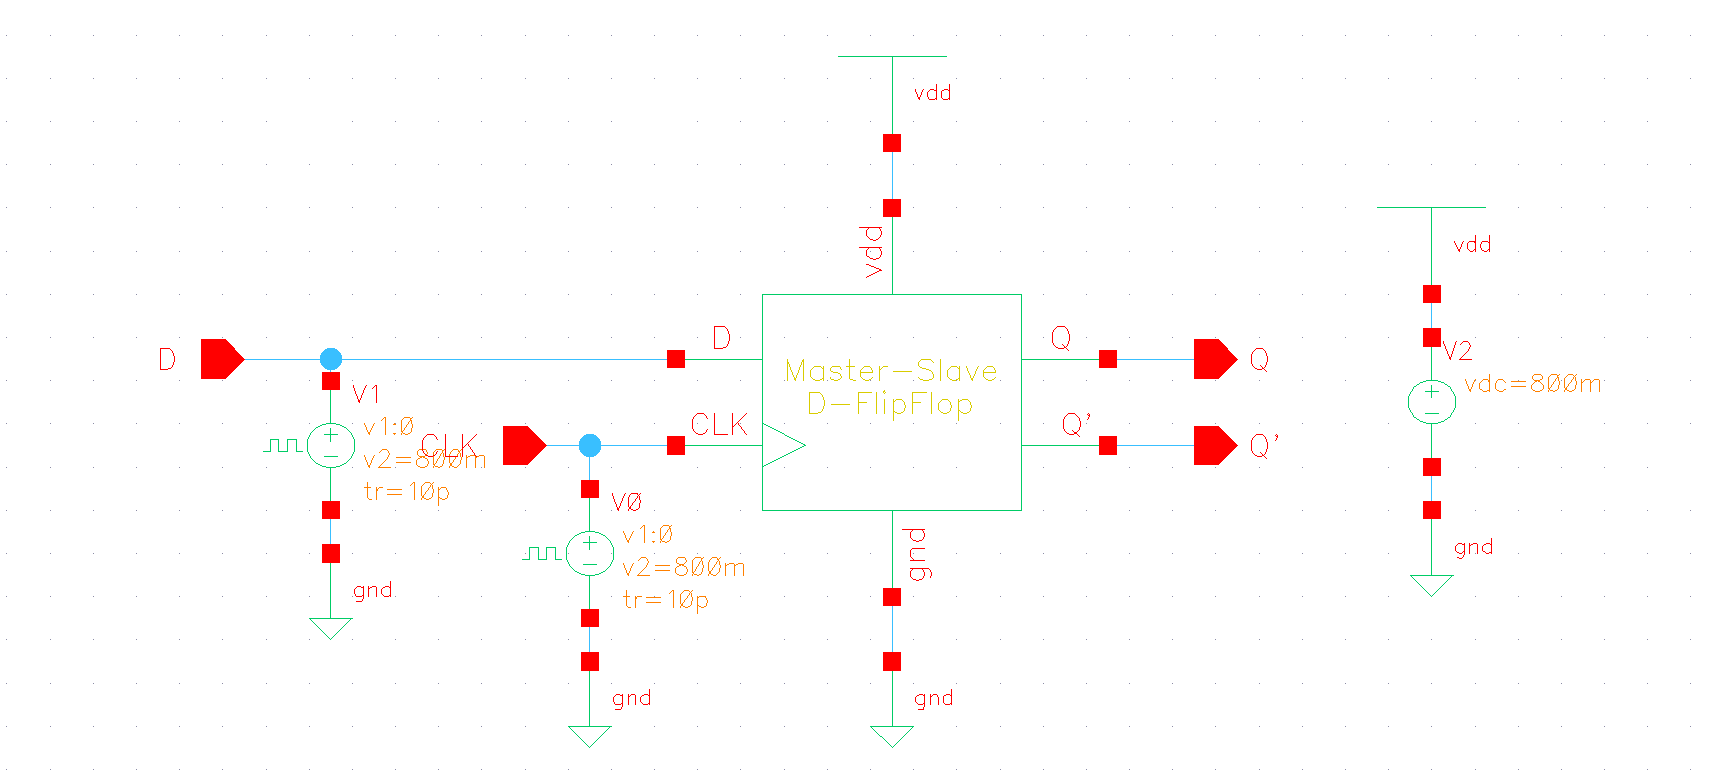 vdd
vdd
vdd
D
D
Q
Q
Master-Slave
D-FlipFlop
V1
v1:0
v2=800m
tr=10p
CLK
CLK
Q'
Q'
V2
vdc=800m
V0
v1:0
v2=800m
tr=10p
gnd
gnd
gnd
gnd
gnd